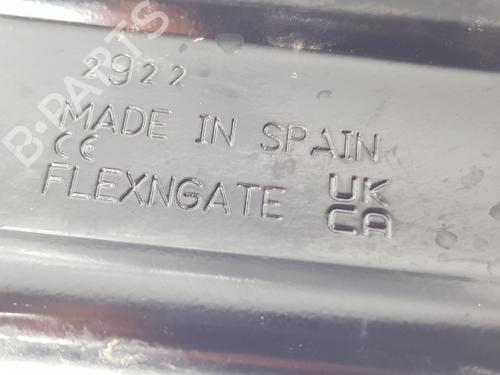 B-PARTS
2922
MADE IN SPAIN
CE
FLEXNGATE UK
CA